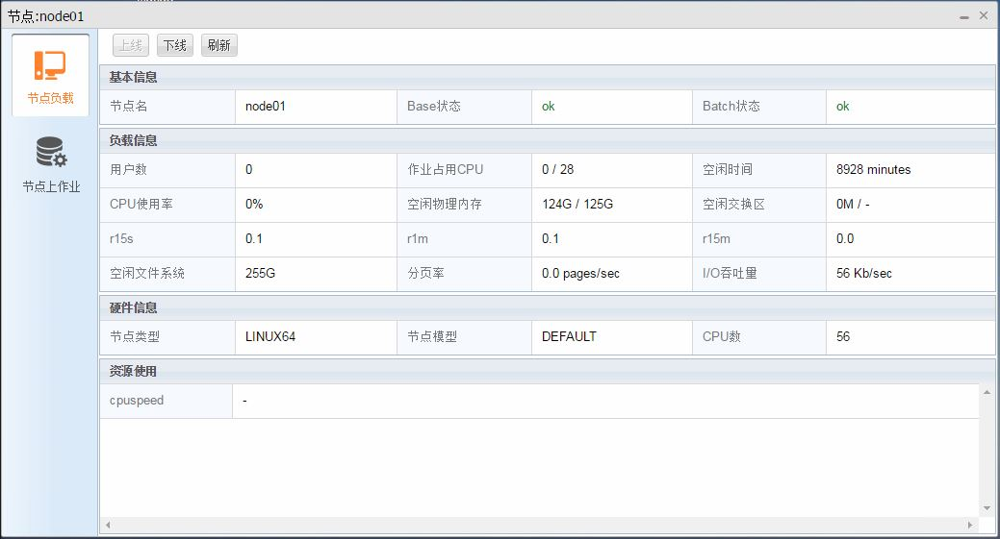 节点:node01
节点负载
节点上作业
上线 下线 刷新
基本信息
节点名 node01 Base状态 ok Batch状态 ok
负载信息
用户数 0 作业占用CPU 0 / 28 空闲时间 8928 minutes
CPU使用率 0% 空闲物理内存 124G / 125G 空闲交换区 0M / -
r15s 0.1 r1m 0.1 r15m 0.0
空闲文件系统 255G 分页率 0.0 pages/sec I/O吞吐量 56 Kb/sec
硬件信息
节点类型 LINUX64 节点模型 DEFAULT CPU数 56
资源使用
cpuspeed -